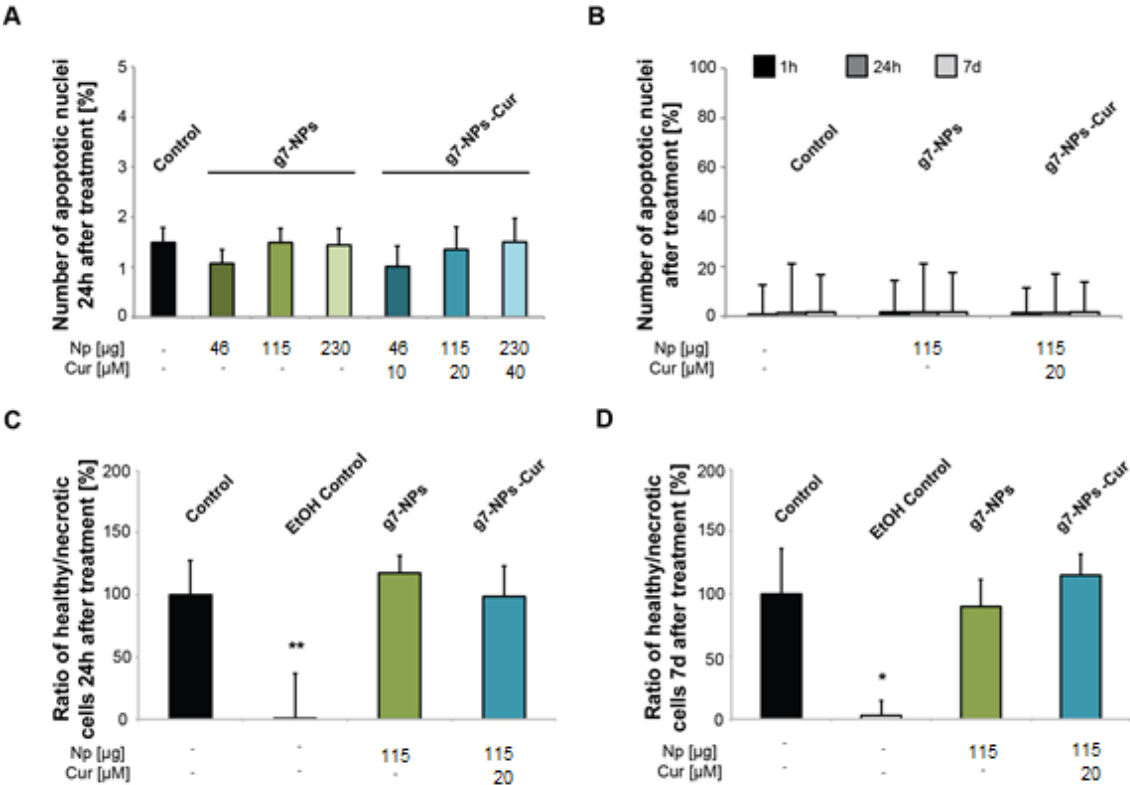 A
Number of apoptotic nuclei
24h after treatment [%]
5
4
3
2
1
0
Control
g7-NPs
g7-NPs -Cur
Np [µg] - 46 115 230 46 115 230
Cur [µM] - - - - 10 20 40
B
Number of apoptotic nuclei
after treatment [%]
1h 24h 7d
100
80
60
40
20
0
Control
g7-NPs
g7-NPs -Cur
Np [µg] - 115 115
Cur [µM] - - 20
C
Ratio of healthy/necrotic
cells 24h after treatment [%]
200
150
100
50
0
Control
EtOH Control
g7-NPs
g7-NPs -Cur
**
Np [µg] - - 115 115
Cur [µM] - - - 20
D
Ratio of healthy/necrotic
cells 7d after treatment [%]
200
150
100
50
0
Control
EtOH Control
g7-NPs
g7-NPs -Cur
*
Np [µg] - - 115 115
Cur [µM] - - - 20